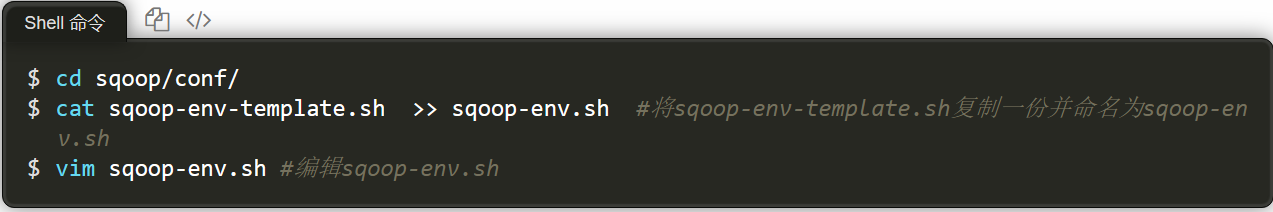 Shell 命令
$ cd sqoop/conf/
$ cat sqoop-env-template.sh  >> sqoop-env.sh  #将sqoop-env-template.sh复制一份并命名为sqoop-en
v.sh
$ vim sqoop-env.sh #编辑sqoop-env.sh